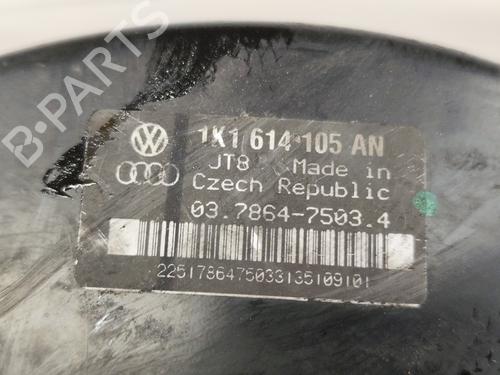 B-PARTS
1K1 614 105 AN
JT8 Made in
Czech Republic
03.7864-7503.4
2251786475033135109101